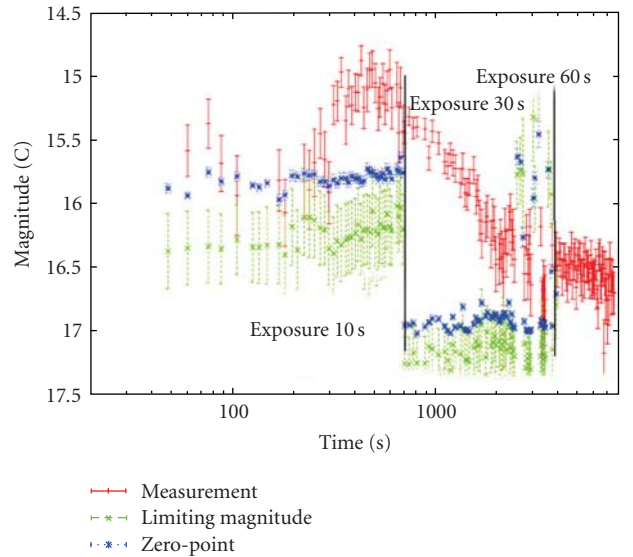 14.5
15
15.5
16
16.5
17
17.5
Magnitude (C)
Exposure 60 s
Exposure 30 s
Exposure 10 s
100
1000
Time (s)
Measurement
Limiting magnitude
Zero-point